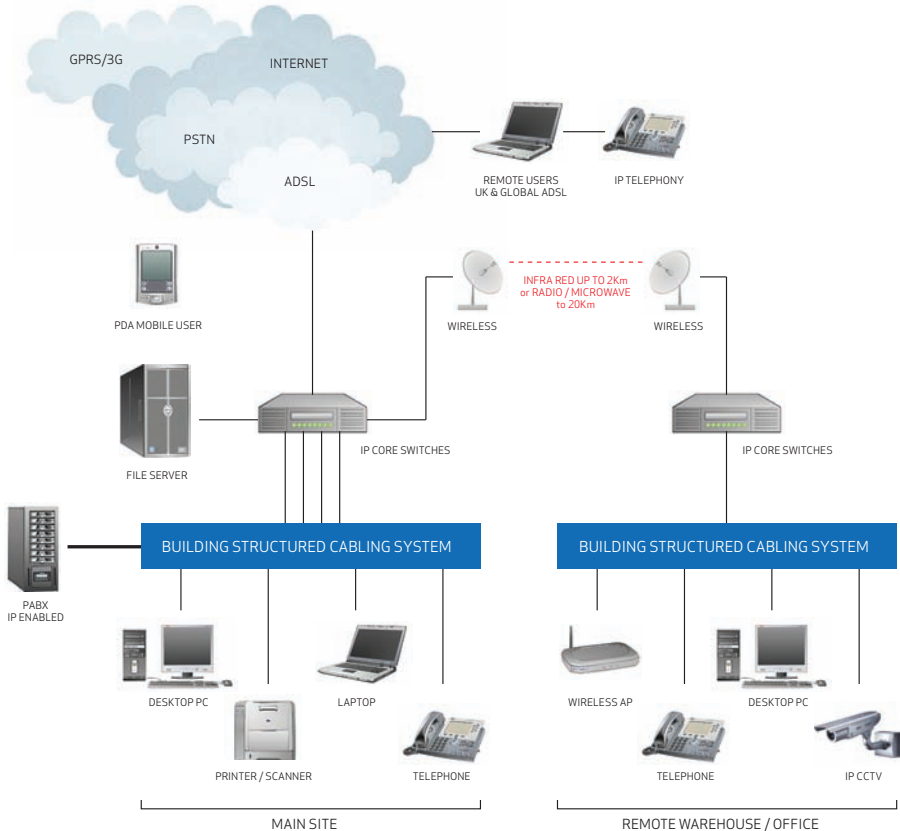 GPRS/3G
INTERNET
PSTN
ADSL
REMOTE USERS
UK & GLOBAL ADSL
IP TELEPHONY
PDA MOBILE USER
WIRELESS
INFRA RED UP TO 2Km
or RADIO / MICROWAVE
to 20Km
WIRELESS
FILE SERVER
IP CORE SWITCHES
IP CORE SWITCHES
PABX
IP ENABLED
BUILDING STRUCTURED CABLING SYSTEM
BUILDING STRUCTURED CABLING SYSTEM
DESKTOP PC
LAPTOP
WIRELESS AP
DESKTOP PC
PRINTER / SCANNER
TELEPHONE
TELEPHONE
IP CCTV
MAIN SITE
REMOTE WAREHOUSE / OFFICE